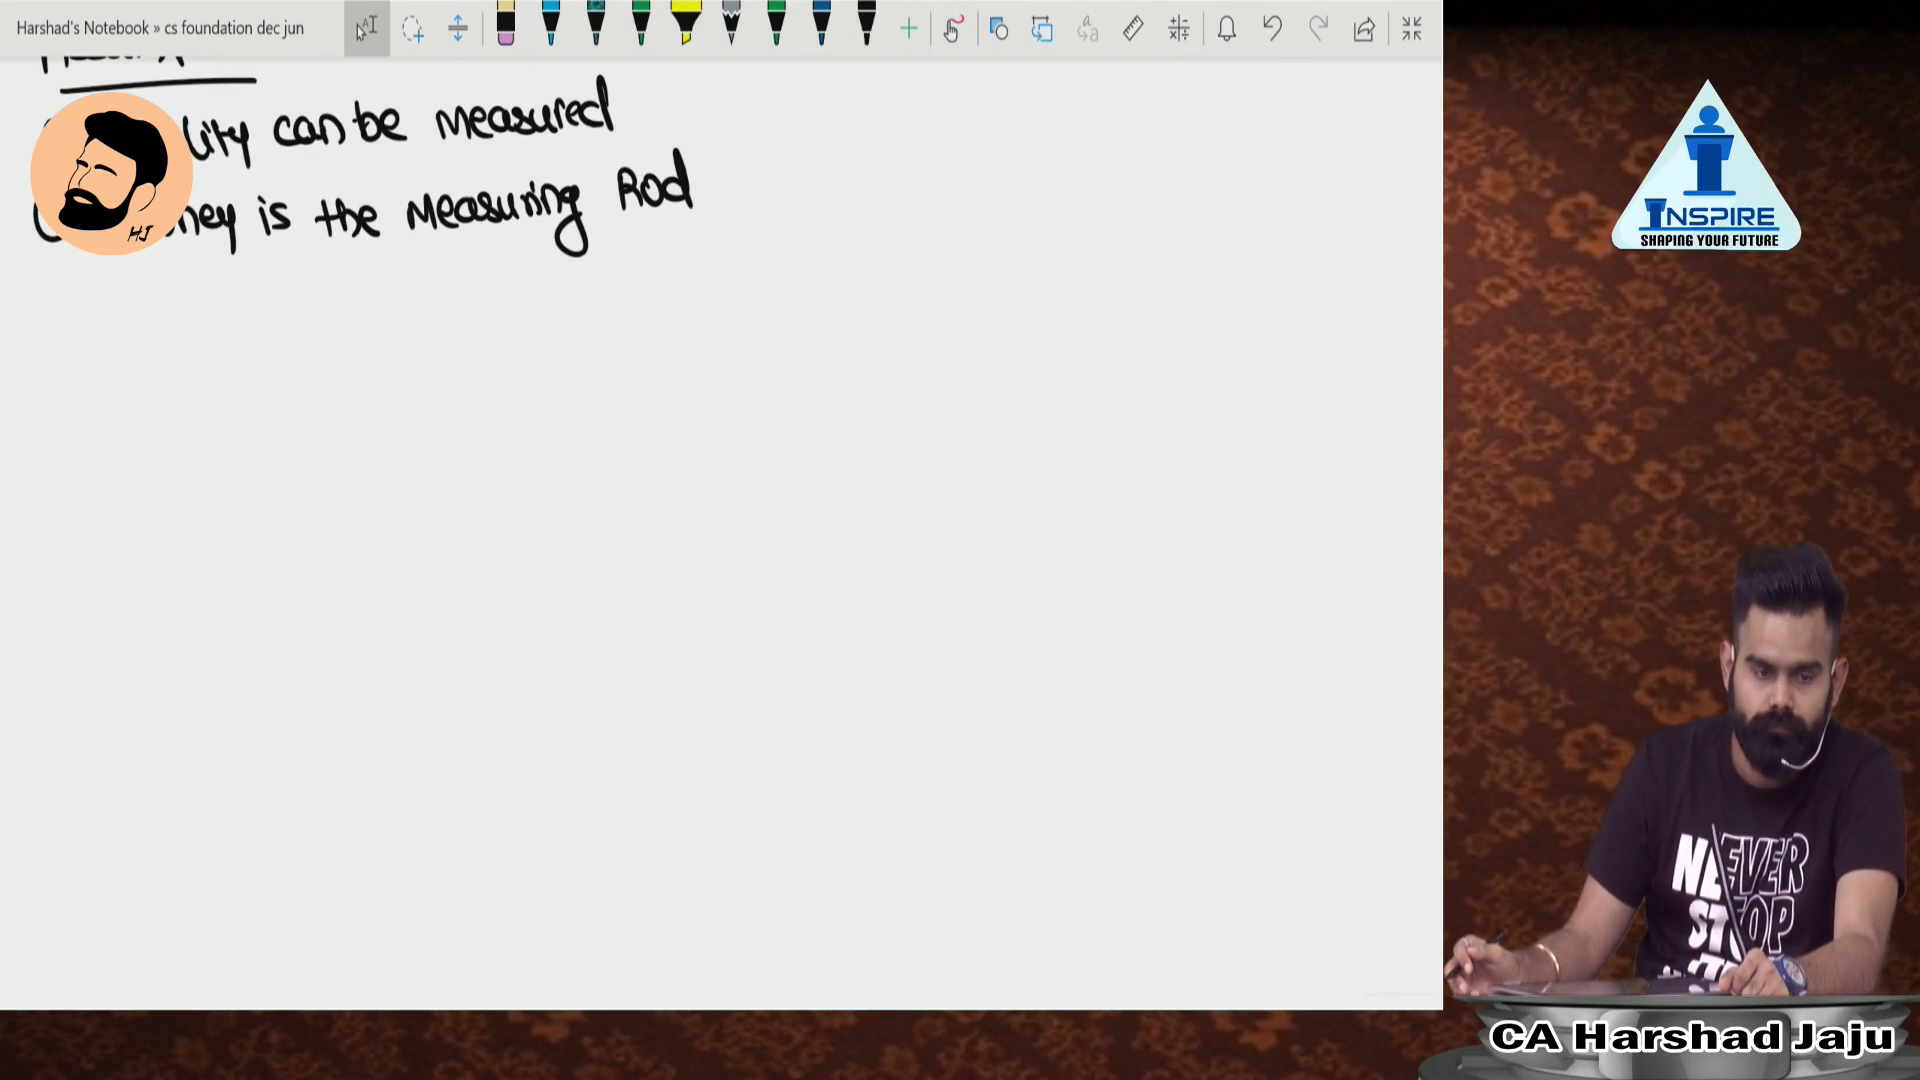 Harshad's Notebook » cs foundation dec jun
lity can be measured
ney is the measuring Rod
HJ
INSPIRE
SHAPING YOUR FUTURE
NEVER
STOP
CA Harshad Jaju